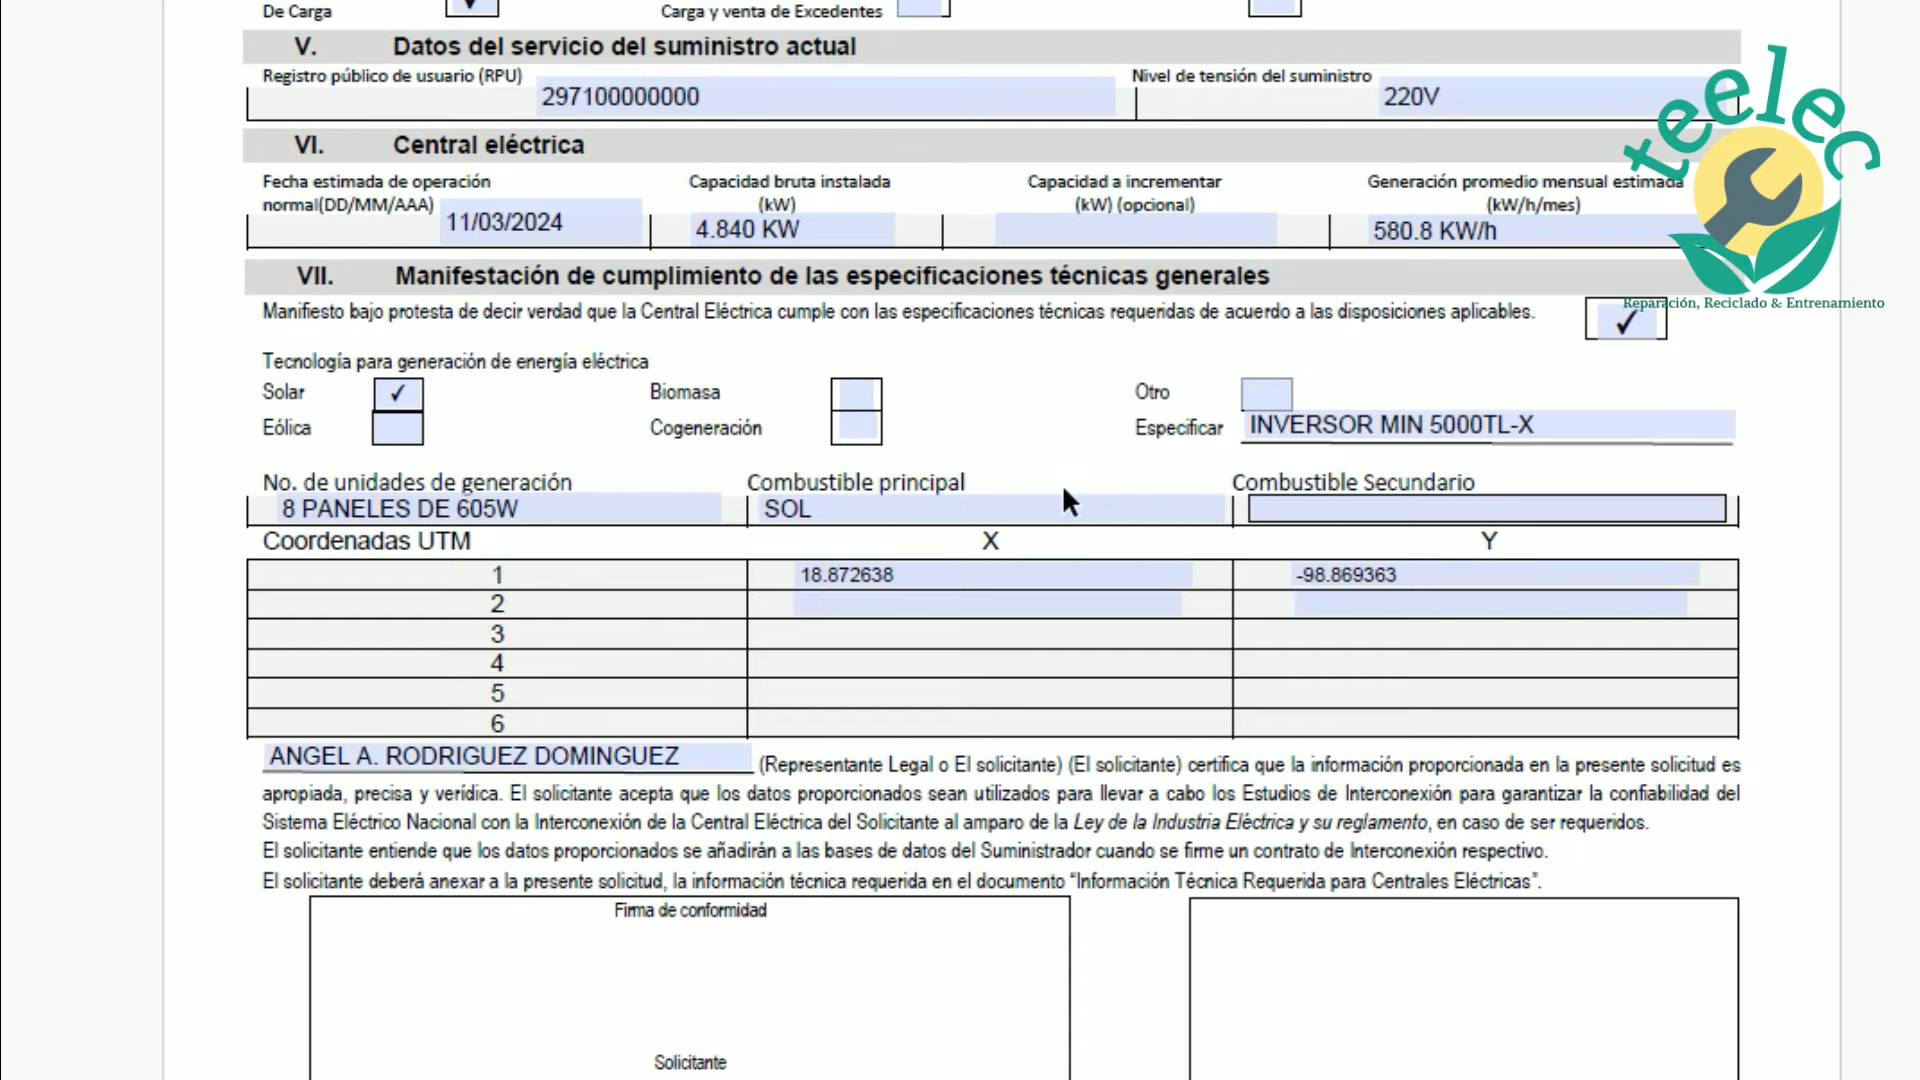 De Carga
Carga y venta de Excedentes
V. Datos del servicio del suministro actual
Registro público de usuario (RPU) 297100000000
Nivel de tensión del suministro 220V
VI. Central eléctrica
Fecha estimada de operación normal(DD/MM/AAA) 11/03/2024
Capacidad bruta instalada (kW) 4.840 KW
Capacidad a incrementar (kW) (opcional)
Generación promedio mensual estimada (kW/h/mes) 580.8 KW/h
VII. Manifestación de cumplimiento de las especificaciones técnicas generales
Manifiesto bajo protesta de decir verdad que la Central Eléctrica cumple con las especificaciones técnicas requeridas de acuerdo a las disposiciones aplicables. ✓
Tecnología para generación de energía eléctrica
Solar ✓ Biomasa Otro
Eólica Cogeneración Especificar INVERSOR MIN 5000TL-X
No. de unidades de generación Combustible principal Combustible Secundario
8 PANELES DE 605W SOL
Coordenadas UTM X Y
1 18.872638 -98.869363
2
3
4
5
6
ANGEL A. RODRIGUEZ DOMINGUEZ (Representante Legal o El solicitante) (El solicitante) certifica que la información proporcionada en la presente solicitud es
apropiada, precisa y verídica. El solicitante acepta que los datos proporcionados sean utilizados para llevar a cabo los Estudios de Interconexión para garantizar la confiabilidad del
Sistema Eléctrico Nacional con la Interconexión de la Central Eléctrica del Solicitante al amparo de la Ley de la Industria Eléctrica y su reglamento, en caso de ser requeridos.
El solicitante entiende que los datos proporcionados se añadirán a las bases de datos del Suministrador cuando se firme un contrato de Interconexión respectivo.
El solicitante deberá anexar a la presente solicitud, la información técnica requerida en el documento “Información Técnica Requerida para Centrales Eléctricas”.
Firma de conformidad
Solicitante
teelec
Reparación, Reciclado & Entrenamiento